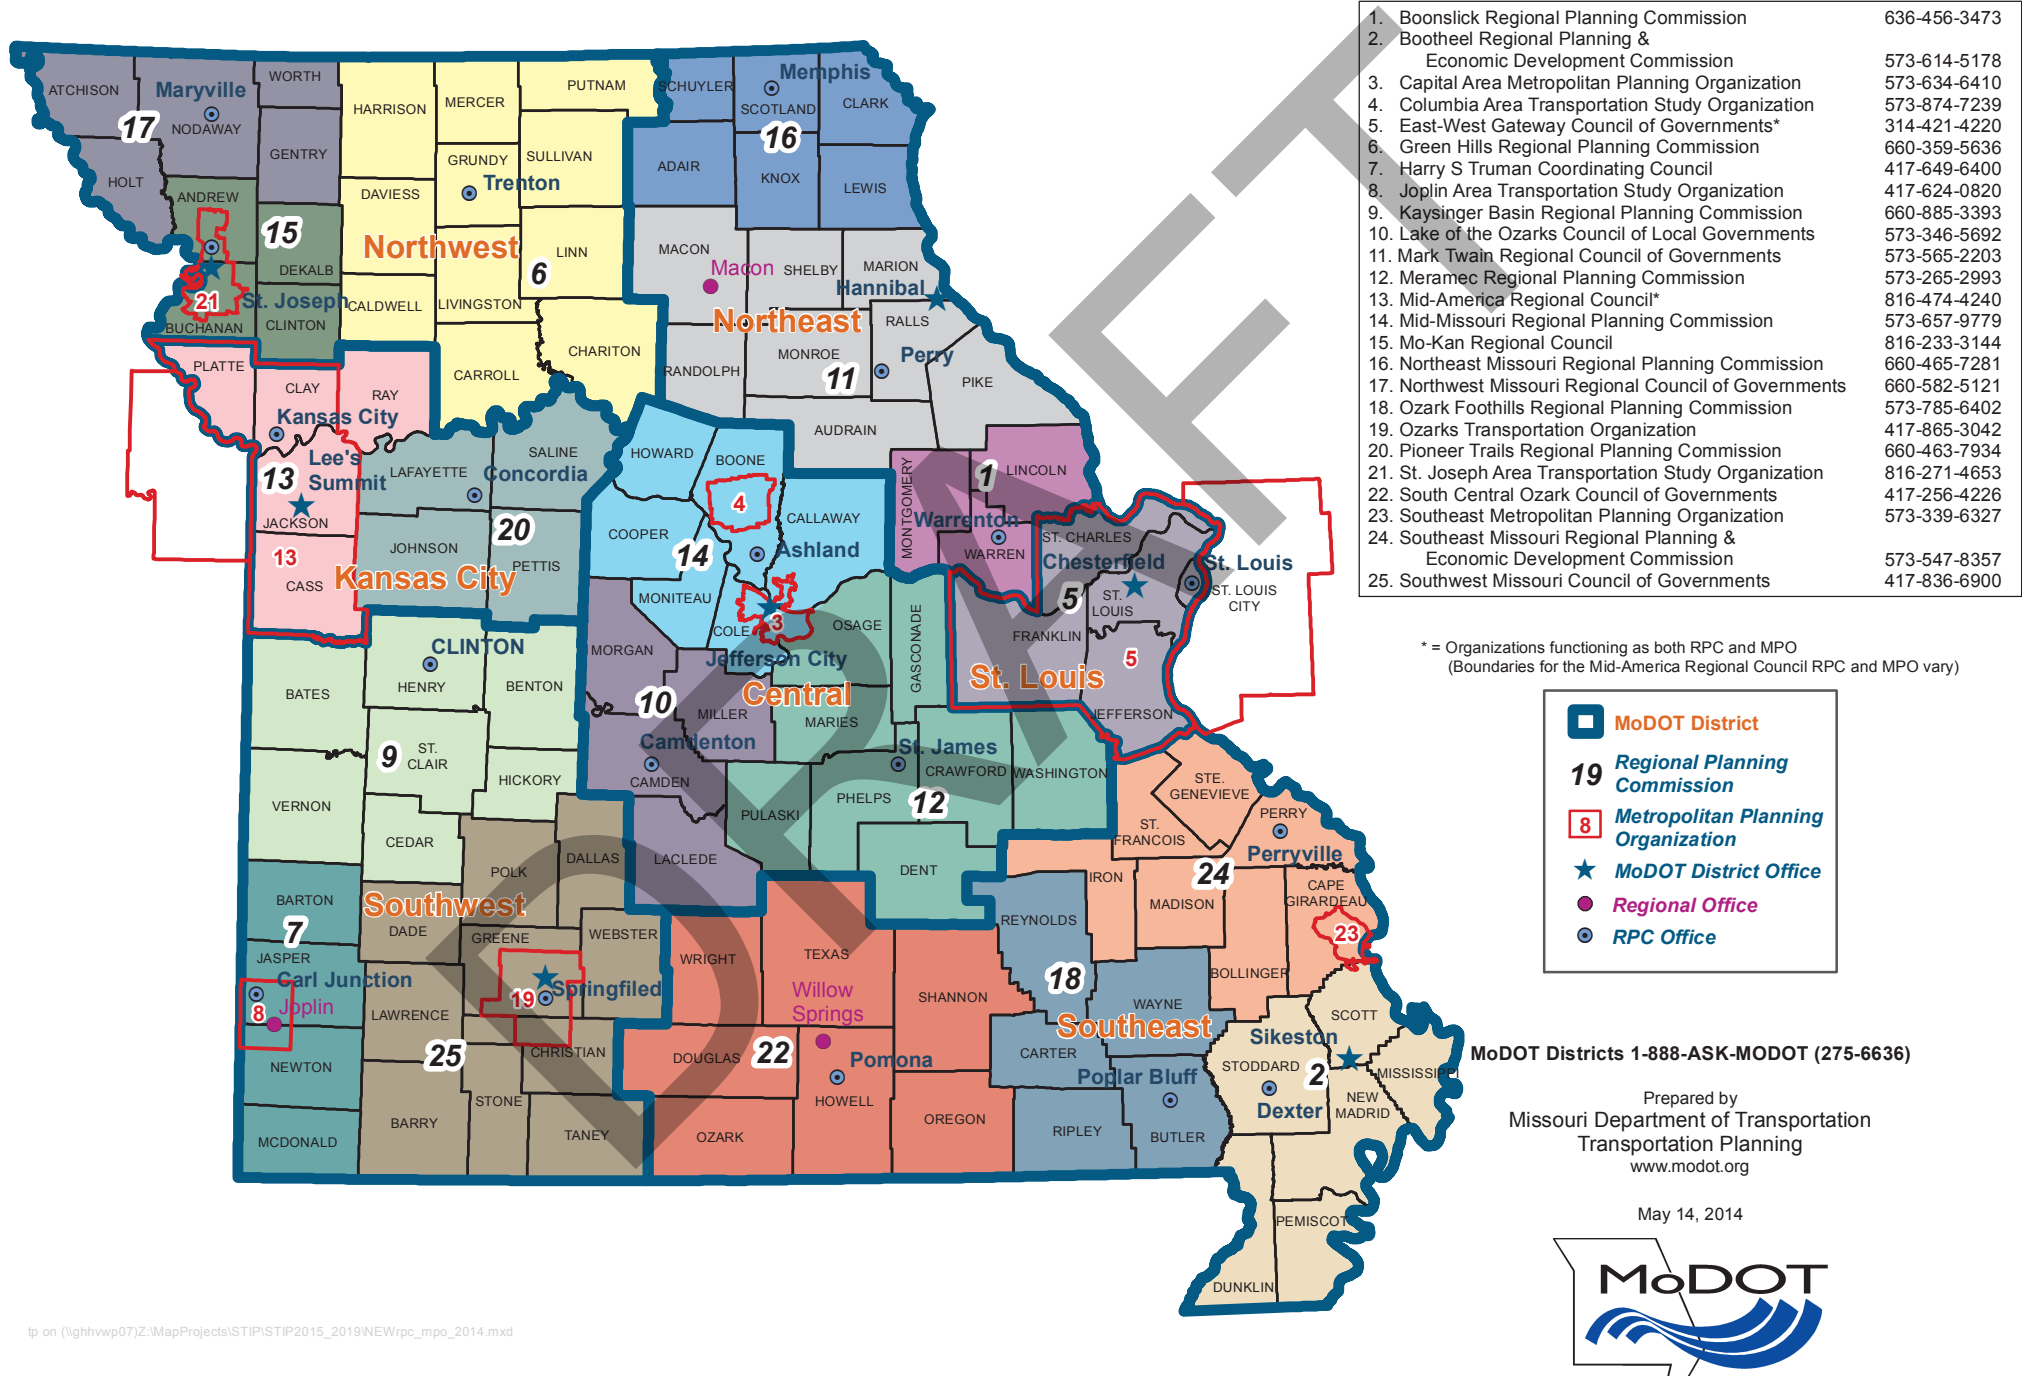 1. Boonslick Regional Planning Commission 636-456-3473
2. Bootheel Regional Planning &
Economic Development Commission 573-614-5178
3. Capital Area Metropolitan Planning Organization 573-634-6410
4. Columbia Area Transportation Study Organization 573-874-7239
5. East-West Gateway Council of Governments* 314-421-4220
6. Green Hills Regional Planning Commission 660-359-5636
7. Harry S Truman Coordinating Council 417-649-6400
8. Joplin Area Transportation Study Organization 417-624-0820
9. Kaysinger Basin Regional Planning Commission 660-885-3393
10. Lake of the Ozarks Council of Local Governments 573-346-5692
11. Mark Twain Regional Council of Governments 573-565-2203
12. Meramec Regional Planning Commission 573-265-2993
13. Mid-America Regional Council* 816-474-4240
14. Mid-Missouri Regional Planning Commission 573-657-9779
15. Mo-Kan Regional Council 816-233-3144
16. Northeast Missouri Regional Planning Commission 660-465-7281
17. Northwest Missouri Regional Council of Governments 660-582-5121
18. Ozark Foothills Regional Planning Commission 573-785-6402
19. Ozarks Transportation Organization 417-865-3042
20. Pioneer Trails Regional Planning Commission 660-463-7934
21. St. Joseph Area Transportation Study Organization 816-271-4653
22. South Central Ozark Council of Governments 417-256-4226
23. Southeast Metropolitan Planning Organization 573-339-6327
24. Southeast Missouri Regional Planning &
Economic Development Commission 573-547-8357
25. Southwest Missouri Council of Governments 417-836-6900
* = Organizations functioning as both RPC and MPO
(Boundaries for the Mid-America Regional Council RPC and MPO vary)
MoDOT District
19 Regional Planning
Commission
8 Metropolitan Planning
Organization
MoDOT District Office
Regional Office
RPC Office
MoDOT Districts 1-888-ASK-MODOT (275-6636)
Prepared by
Missouri Department of Transportation
Transportation Planning
www.modot.org
May 14, 2014
MoDOT
DRAFT
ATCHISON
Maryville
NODAWAY
WORTH
17
HOLT
GENTRY
ANDREW
15
DEKALB
21
St. Joseph
BUCHANAN
CLINTON
HARRISON
MERCER
PUTNAM
GRUNDY
SULLIVAN
Trenton
DAVIESS
Northwest
LINN
6
CALDWELL
LIVINGSTON
CHARITON
CARROLL
SCHUYLER
Memphis
SCOTLAND
CLARK
16
ADAIR
KNOX
LEWIS
MACON
Macon
SHELBY
MARION
Hannibal
Northeast
RALLS
MONROE
Perry
RANDOLPH
11
PIKE
AUDRAIN
PLATTE
CLAY
RAY
Kansas City
13
Lee's
Summit
JACKSON
13
CASS
Kansas City
LAFAYETTE
SALINE
Concordia
20
JOHNSON
PETTIS
HOWARD
BOONE
4
CALLAWAY
COOPER
14
Ashland
MONITEAU
COLE
3
OSAGE
Jefferson City
Central
MORGAN
10
MILLER
Camdenton
CAMDEN
LACLEDE
MARIES
GASCONADE
St. James
CRAWFORD
WASHINGTON
PHELPS
12
PULASKI
DENT
MONTGOMERY
1
LINCOLN
Warrenton
WARREN
ST. CHARLES
Chesterfield
St. Louis
ST. LOUIS
CITY
5
ST.
LOUIS
FRANKLIN
5
St. Louis
JEFFERSON
CLINTON
HENRY
BATES
BENTON
9
ST.
CLAIR
HICKORY
VERNON
CEDAR
BARTON
7
JASPER
Carl Junction
Joplin
8
NEWTON
MCDONALD
POLK
DALLAS
Southwest
DADE
GREENE
WEBSTER
19
Springfiled
LAWRENCE
25
CHRISTIAN
STONE
BARRY
TANEY
WRIGHT
TEXAS
Willow
Springs
SHANNON
DOUGLAS
22
Pomona
HOWELL
OZARK
OREGON
STE.
GENEVIEVE
PERRY
ST.
FRANCOIS
Perryville
IRON
24
MADISON
CAPE
GIRARDEAU
23
BOLLINGER
REYNOLDS
18
WAYNE
Southeast
CARTER
Poplar Bluff
RIPLEY
BUTLER
SCOTT
Sikeston
STODDARD
2
MISSISSIPPI
Dexter
NEW
MADRID
PEMISCOT
DUNKLIN
tp on (\\ghhvwp07)Z:\MapProjects\STIP\STIP2015_2019\NEWrpc_mpo_2014.mxd